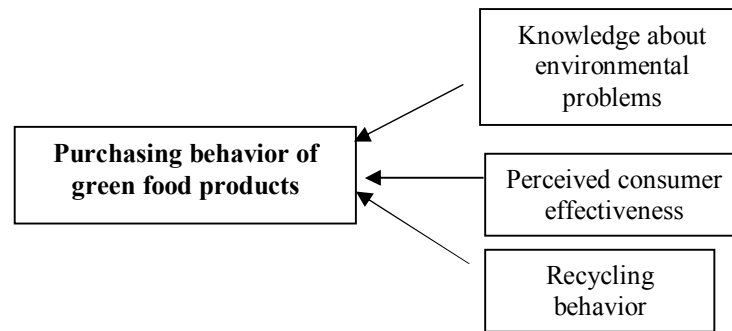 Knowledge about
environmental
problems
Purchasing behavior of
green food products
Perceived consumer
effectiveness
Recycling
behavior